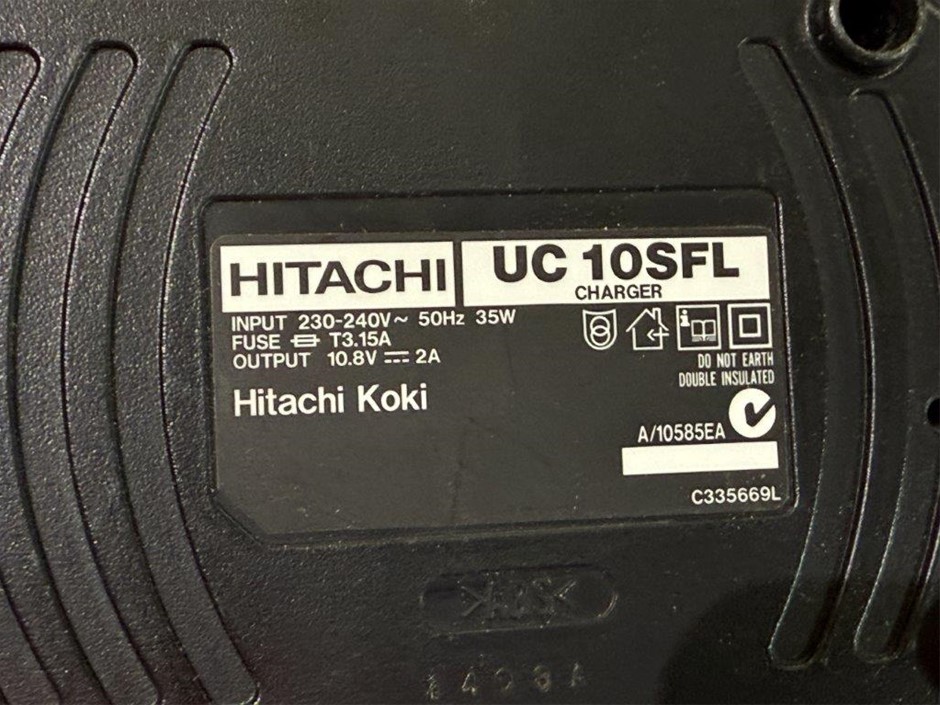 HITACHI
UC 10SFL
CHARGER
INPUT 230-240V~ 50Hz 35W
FUSE T3.15A
OUTPUT 10.8V ⎓ 2A
DO NOT EARTH
DOUBLE INSULATED
Hitachi Koki
A/10585EA
C335669L